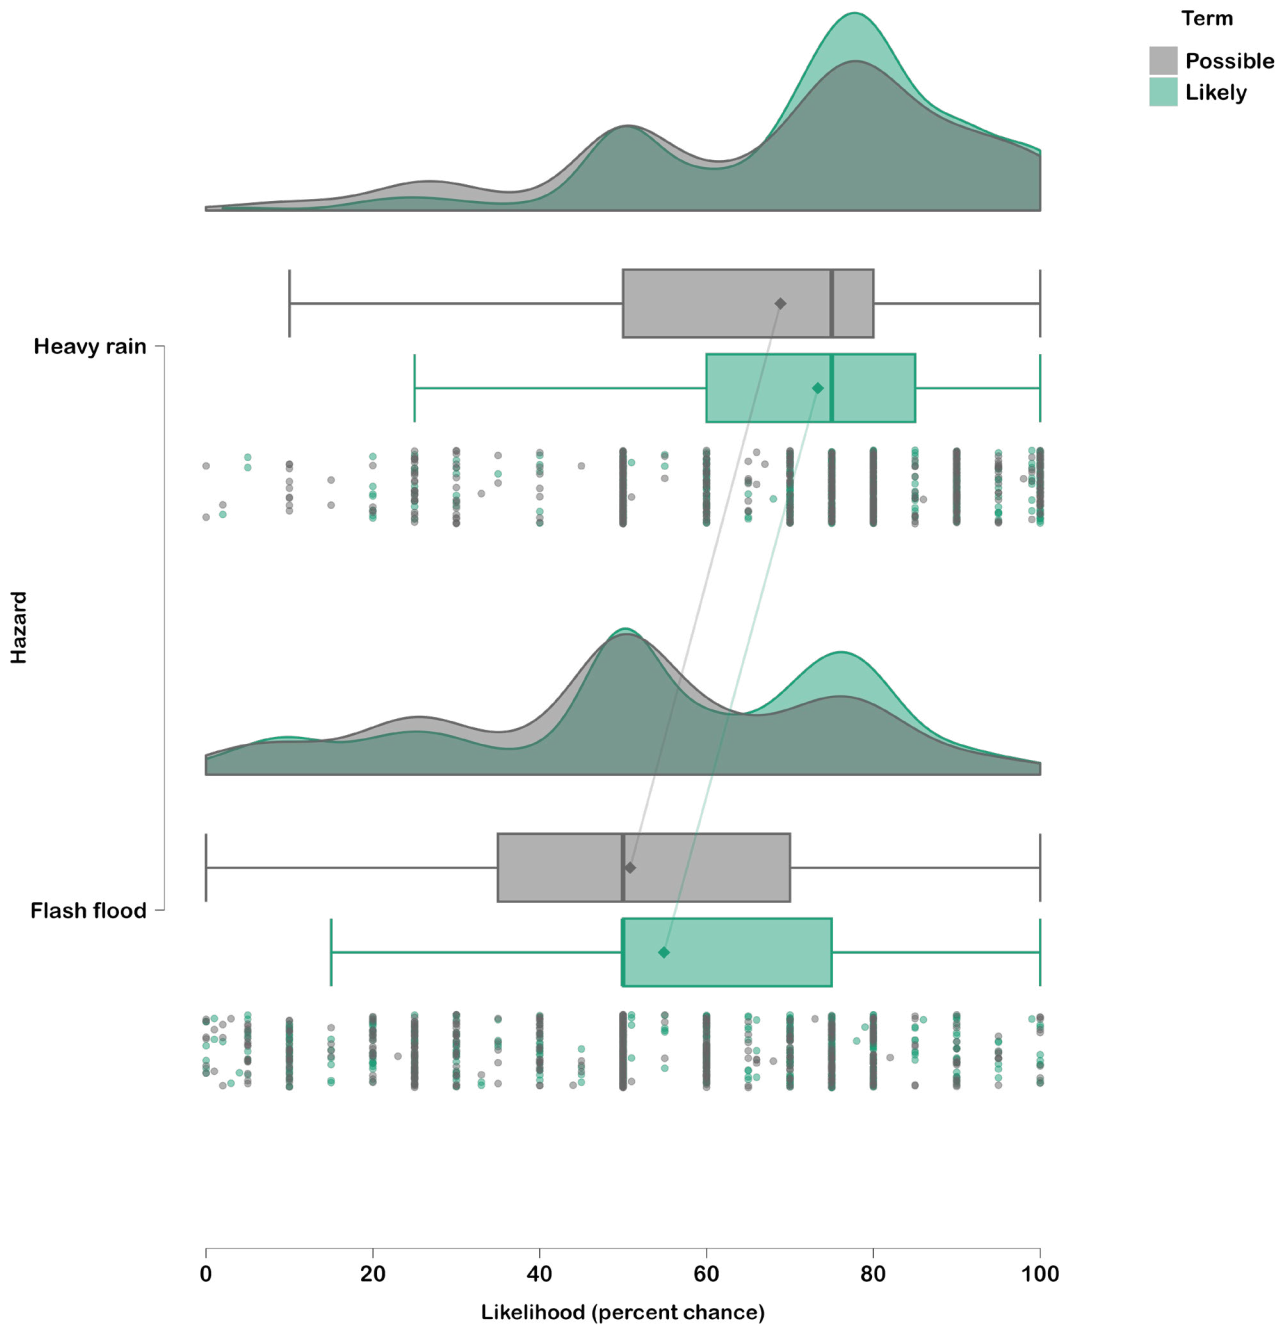 Term
Possible
Likely
Heavy rain
Hazard
Flash flood
0 20 40 60 80 100
Likelihood (percent chance)